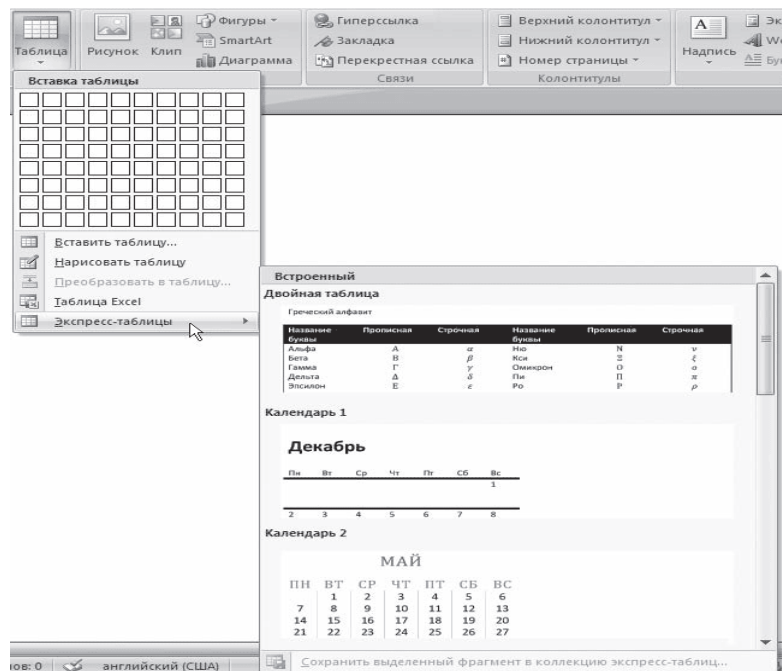 Таблица
Рисунок
Клип
Фигуры
SmartArt
Диаграмма
Гиперссылка
Закладка
Перекрестная ссылка
Связи
Верхний колонтитул
Нижний колонтитул
Номер страницы
Колонтитулы
A
Надпись
Вставка таблицы
Вставить таблицу...
Нарисовать таблицу
Преобразовать в таблицу...
Таблица Excel
Экспресс-таблицы
Встроенный
Двойная таблица
Греческий алфавит
Название буквы Прописная Строчная Название буквы Прописная Строчная
Альфа Α α Ню Ν ν
Бета Β β Кси Ξ ξ
Гамма Γ γ Омикрон Ο ο
Дельта Δ δ Пи Π π
Эпсилон Ε ε Ро Ρ ρ
Календарь 1
Декабрь
Пн Вт Ср Чт Пт Сб Вс
1
2 3 4 5 6 7 8
Календарь 2
МАЙ
ПН ВТ СР ЧТ ПТ СБ ВС
1 2 3 4 5 6
7 8 9 10 11 12 13
14 15 16 17 18 19 20
21 22 23 24 25 26 27
Сохранить выделенный фрагмент в коллекцию экспресс-таблиц...
нов: 0 английский (США)